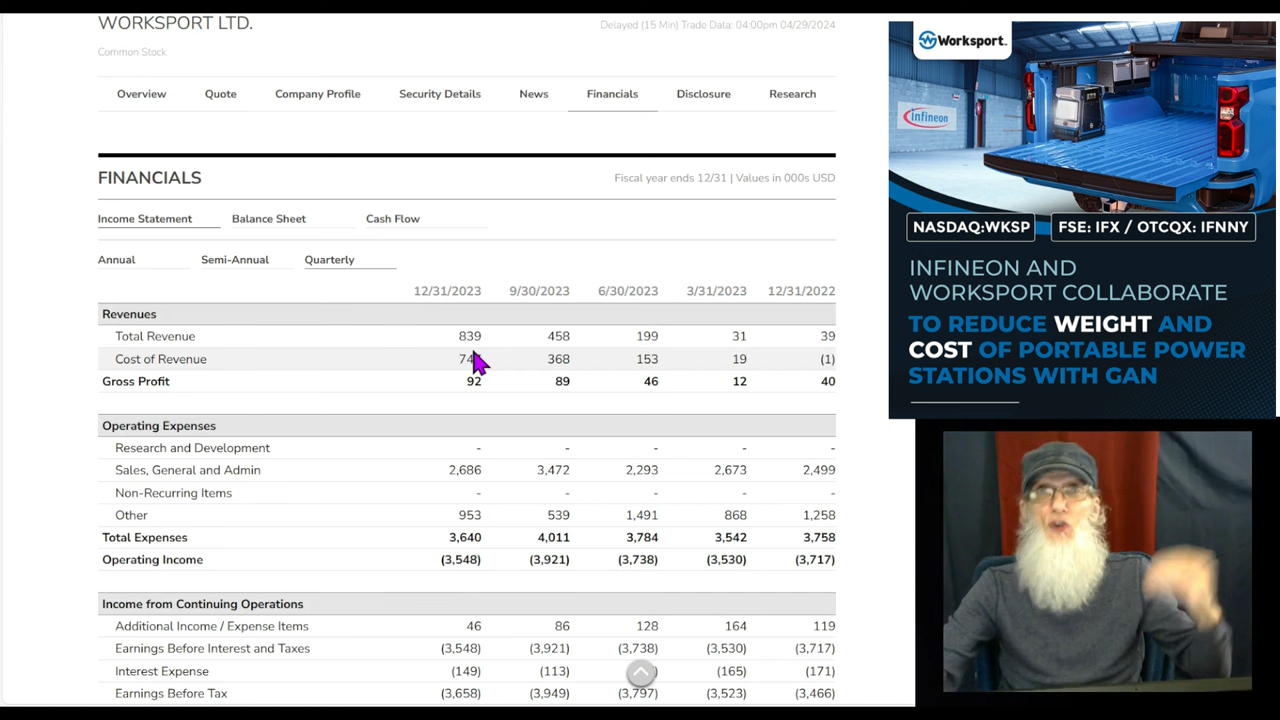 WORKSPORT LTD.
Delayed (15 Min) Trade Data: 04:00pm 04/29/2024
Common Stock
Overview Quote Company Profile Security Details News Financials Disclosure Research
FINANCIALS
Fiscal year ends 12/31 | Values in 000s USD
Income Statement Balance Sheet Cash Flow
Annual Semi-Annual Quarterly
12/31/2023 9/30/2023 6/30/2023 3/31/2023 12/31/2022
Revenues
Total Revenue 839 458 199 31 39
Cost of Revenue 368 153 19 (1)
Gross Profit 92 89 46 12 40
Operating Expenses
Research and Development - - - - -
Sales, General and Admin 2,686 3,472 2,293 2,673 2,499
Non-Recurring Items - - - - -
Other 953 539 1,491 868 1,258
Total Expenses 3,640 4,011 3,784 3,542 3,758
Operating Income (3,548) (3,921) (3,738) (3,530) (3,717)
Income from Continuing Operations
Additional Income / Expense Items 46 86 128 164 119
Earnings Before Interest and Taxes (3,548) (3,921) (3,738) (3,530) (3,717)
Interest Expense (149) (113) (165) (171)
Earnings Before Tax (3,658) (3,949) (3,797) (3,523) (3,466)
Worksport
infineon
NASDAQ:WKSP FSE: IFX / OTCQX: IFNNY
INFINEON AND
WORKSPORT COLLABORATE
TO REDUCE WEIGHT AND
COST OF PORTABLE POWER
STATIONS WITH GAN